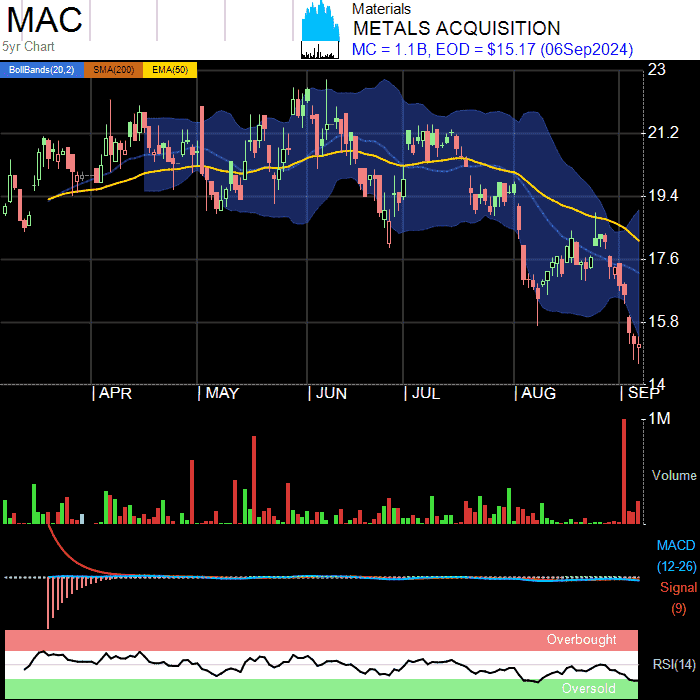 MAC
5yr Chart
Materials
METALS ACQUISITION
MC = 1.1B, EOD = $15.17 (06Sep2024)
BollBands(20,2) SMA(200) EMA(50)
23
21.2
19.4
17.6
15.8
14
APR MAY JUN JUL AUG SEP
1M
Volume
MACD
(12-26)
Signal
(9)
Overbought
RSI(14)
Oversold